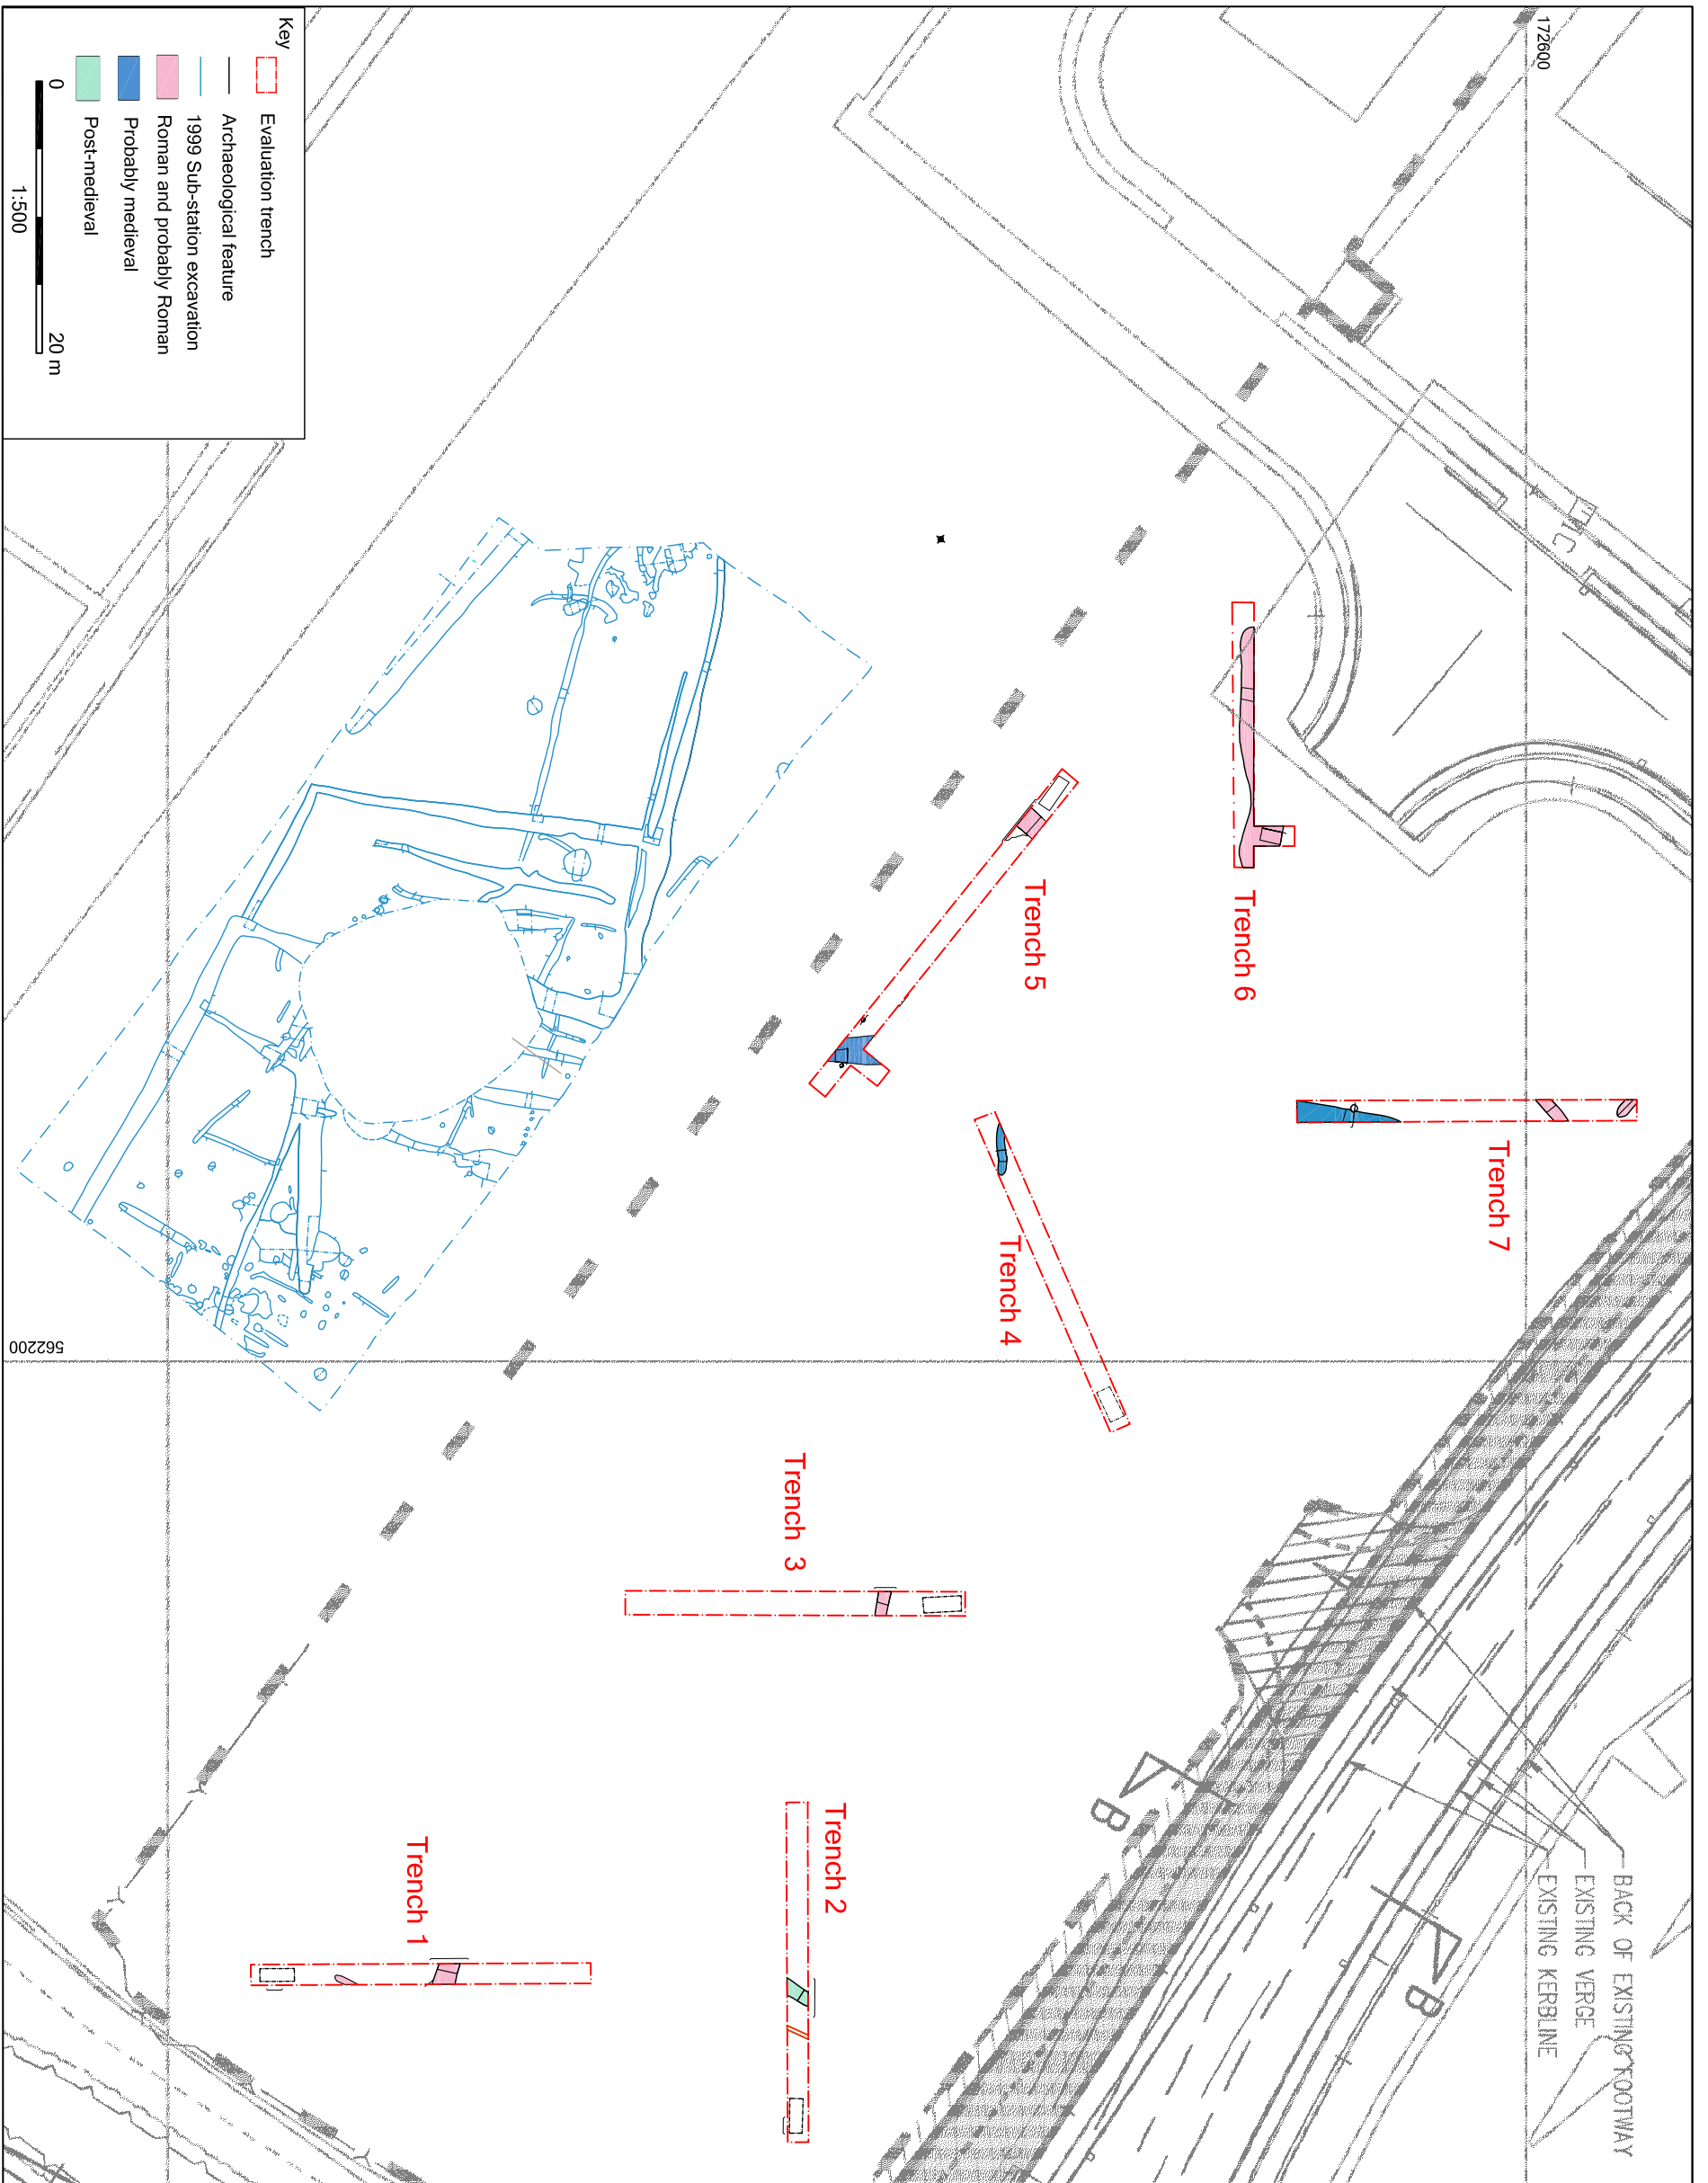 172600
Key
Evaluation trench
Archaeological feature
1999 Sub-station excavation
Roman and probably Roman
Probably medieval
Post-medieval
0
20 m
1:500
562200
Trench 6
Trench 5
Trench 7
Trench 4
Trench 3
Trench 2
Trench 1
B
B
BACK OF EXISTING FOOTWAY
EXISTING VERGE
EXISTING KERBLINE